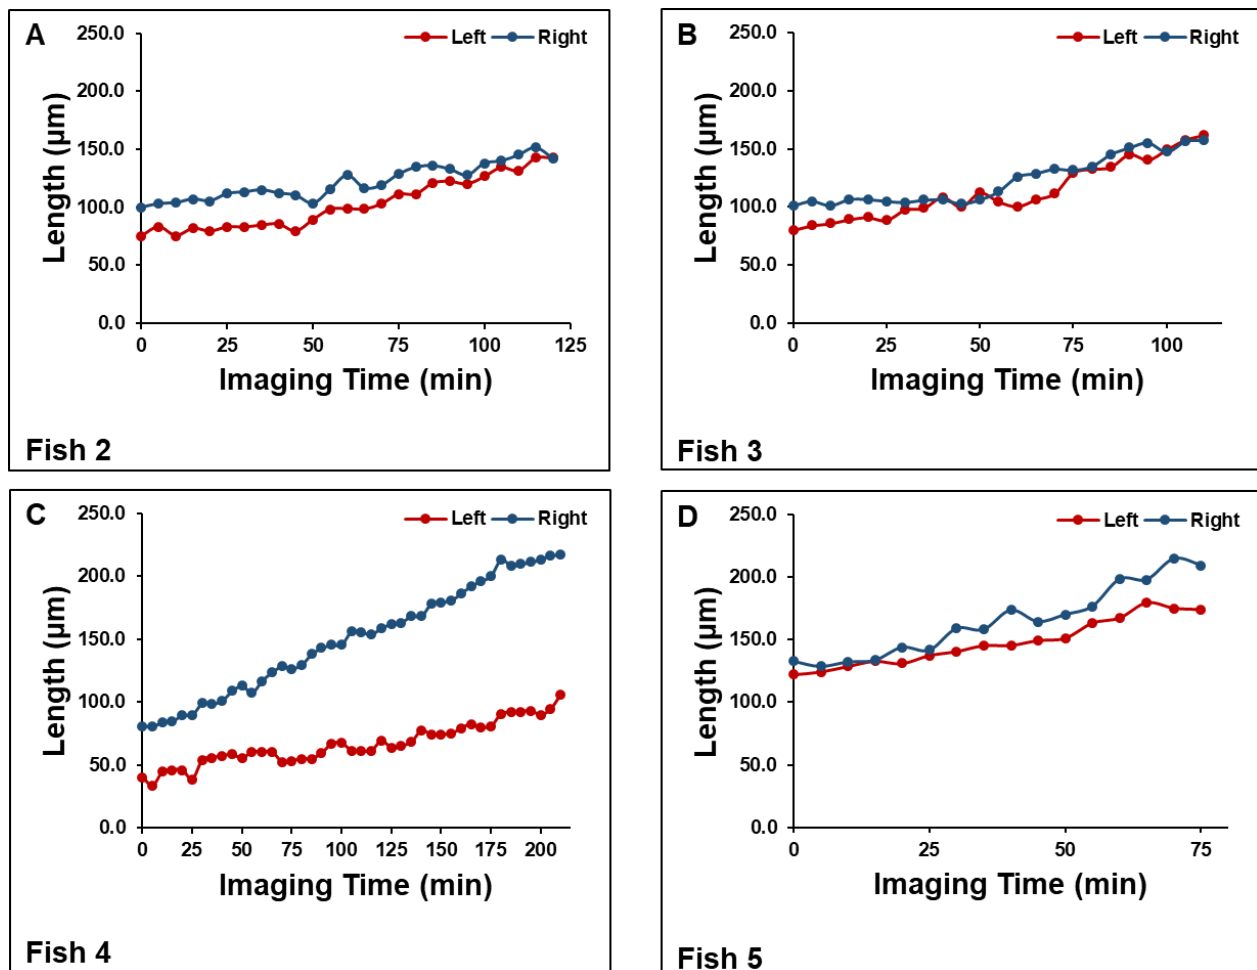 A
Left Right
250.0
200.0
150.0
100.0
50.0
0.0
Length (µm)
0 25 50 75 100 125
Imaging Time (min)
Fish 2
B
Left Right
250.0
200.0
150.0
100.0
50.0
0.0
Length (µm)
0 25 50 75 100
Imaging Time (min)
Fish 3
C
Left Right
250.0
200.0
150.0
100.0
50.0
0.0
Length (µm)
0 25 50 75 100 125 150 175 200
Imaging Time (min)
Fish 4
D
Left Right
250.0
200.0
150.0
100.0
50.0
0.0
Length (µm)
0 25 50 75
Imaging Time (min)
Fish 5